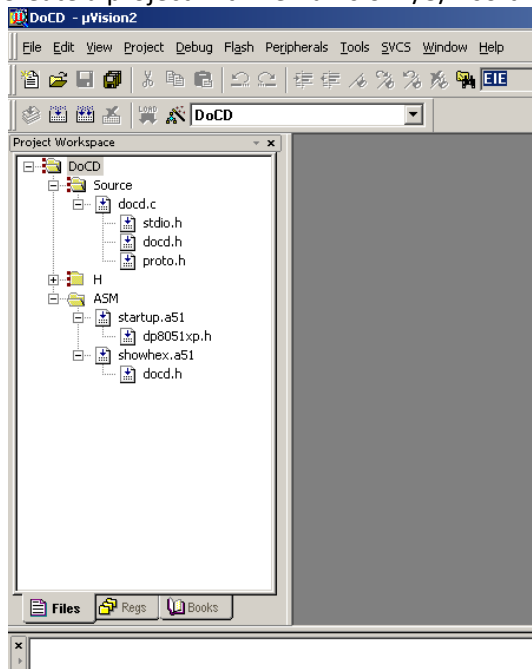 DoCD - µVision2
File Edit View Project Debug Flash Peripherals Tools SVCS Window Help
EIE
LOAD DoCD
Project Workspace
DoCD
Source
docd.c
stdio.h
docd.h
proto.h
H
ASM
startup.a51
dp8051xp.h
showhex.a51
docd.h
Files Regs Books